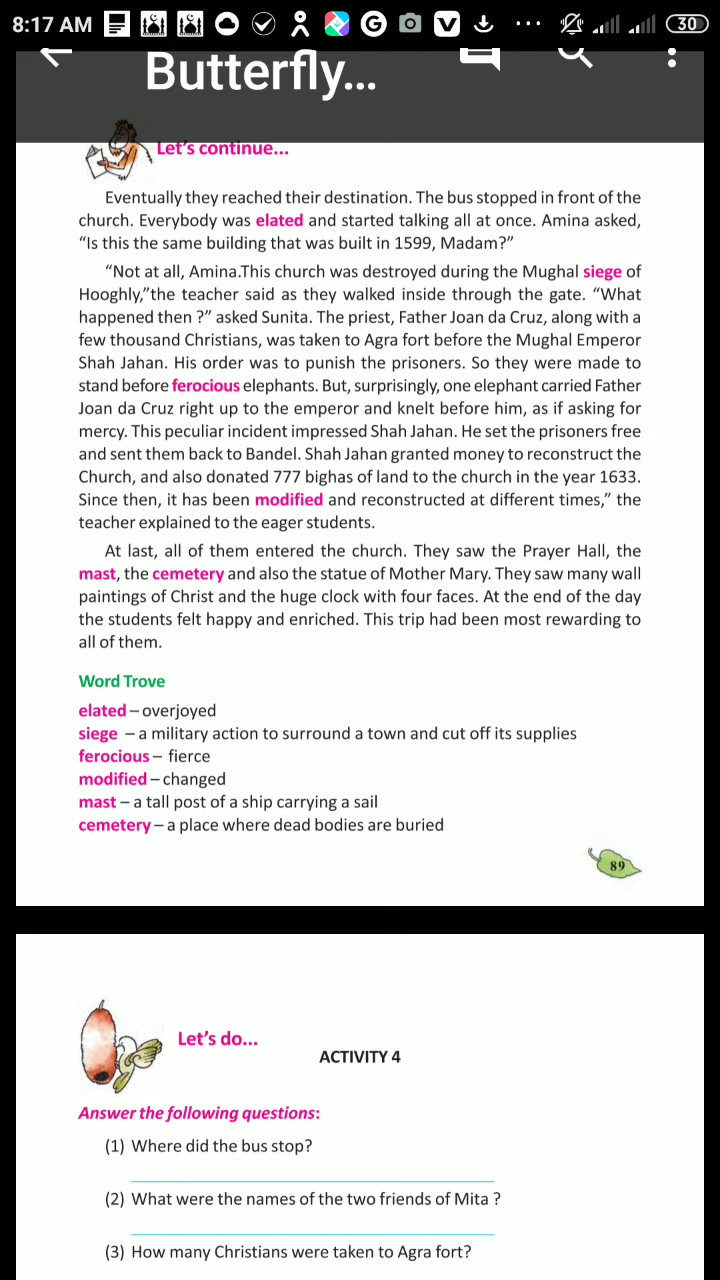 8:17 AM
30
Butterfly...
Let's continue...
Eventually they reached their destination. The bus stopped in front of the
church. Everybody was elated and started talking all at once. Amina asked,
“Is this the same building that was built in 1599, Madam?”
“Not at all, Amina.This church was destroyed during the Mughal siege of
Hooghly,”the teacher said as they walked inside through the gate. “What
happened then ?” asked Sunita. The priest, Father Joan da Cruz, along with a
few thousand Christians, was taken to Agra fort before the Mughal Emperor
Shah Jahan. His order was to punish the prisoners. So they were made to
stand before ferocious elephants. But, surprisingly, one elephant carried Father
Joan da Cruz right up to the emperor and knelt before him, as if asking for
mercy. This peculiar incident impressed Shah Jahan. He set the prisoners free
and sent them back to Bandel. Shah Jahan granted money to reconstruct the
Church, and also donated 777 bighas of land to the church in the year 1633.
Since then, it has been modified and reconstructed at different times,” the
teacher explained to the eager students.
At last, all of them entered the church. They saw the Prayer Hall, the
mast, the cemetery and also the statue of Mother Mary. They saw many wall
paintings of Christ and the huge clock with four faces. At the end of the day
the students felt happy and enriched. This trip had been most rewarding to
all of them.
Word Trove
elated – overjoyed
siege – a military action to surround a town and cut off its supplies
ferocious – fierce
modified – changed
mast – a tall post of a ship carrying a sail
cemetery – a place where dead bodies are buried
89
Let's do...
ACTIVITY 4
Answer the following questions:
(1) Where did the bus stop?
(2) What were the names of the two friends of Mita ?
(3) How many Christians were taken to Agra fort?